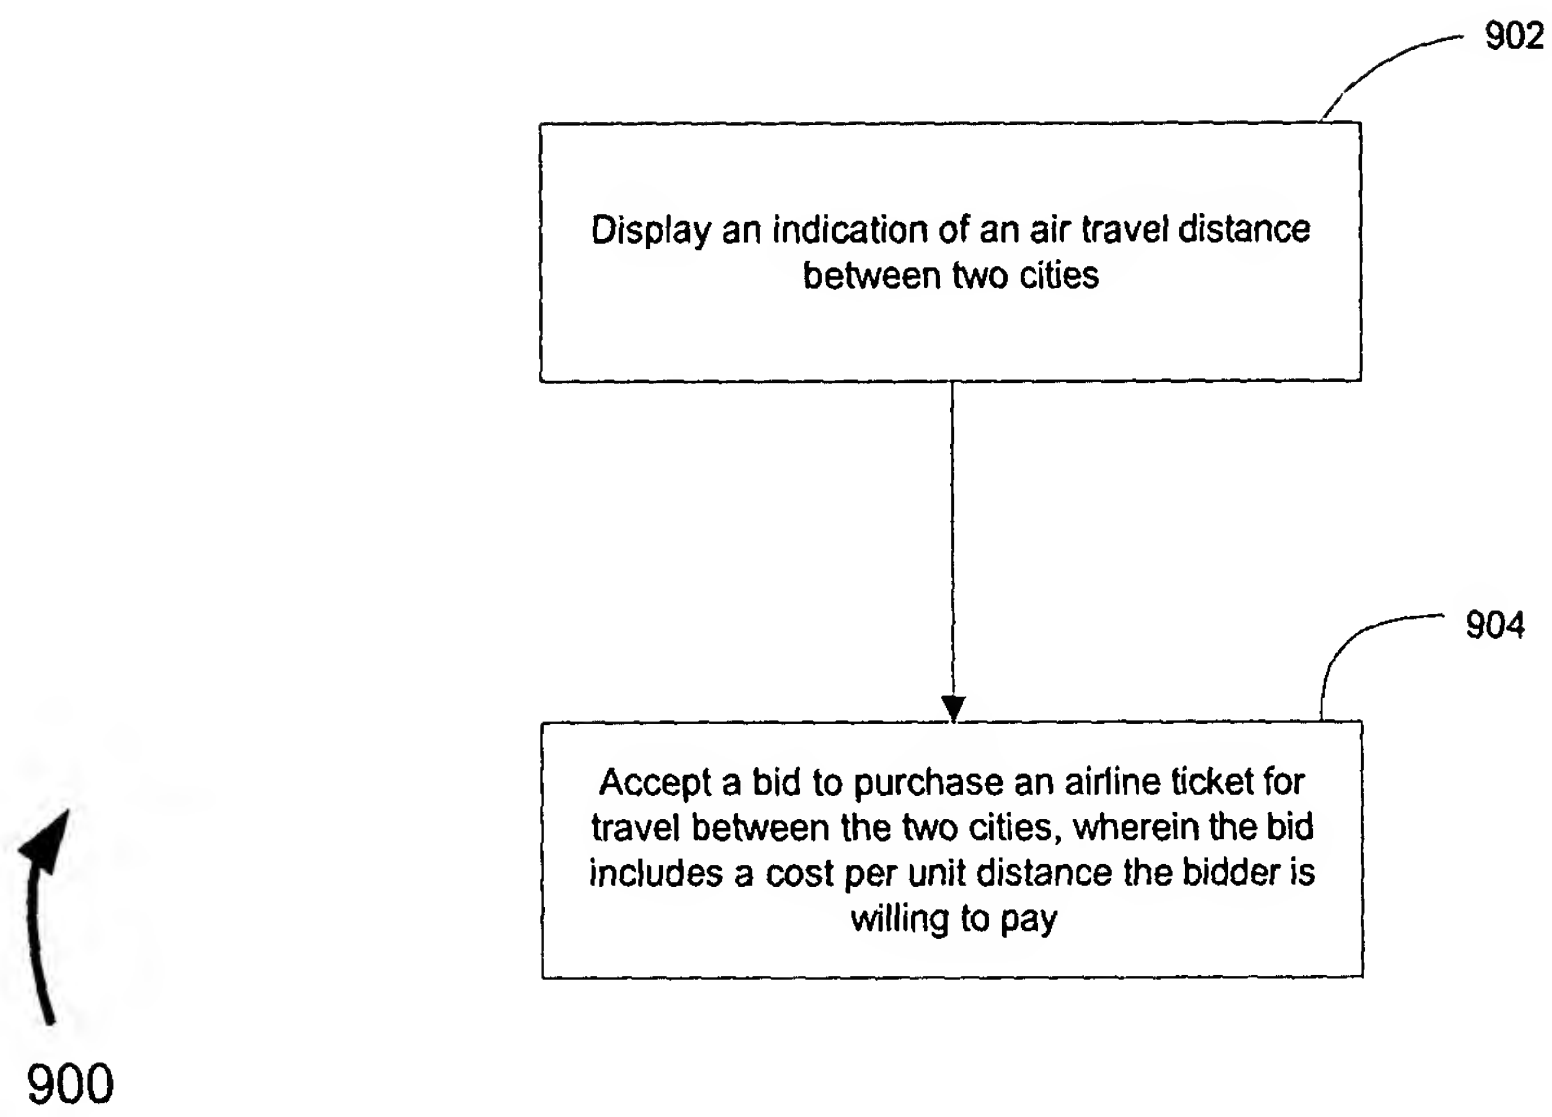 902
Display an indication of an air travel distance
between two cities
904
Accept a bid to purchase an airline ticket for
travel between the two cities, wherein the bid
includes a cost per unit distance the bidder is
willing to pay
900